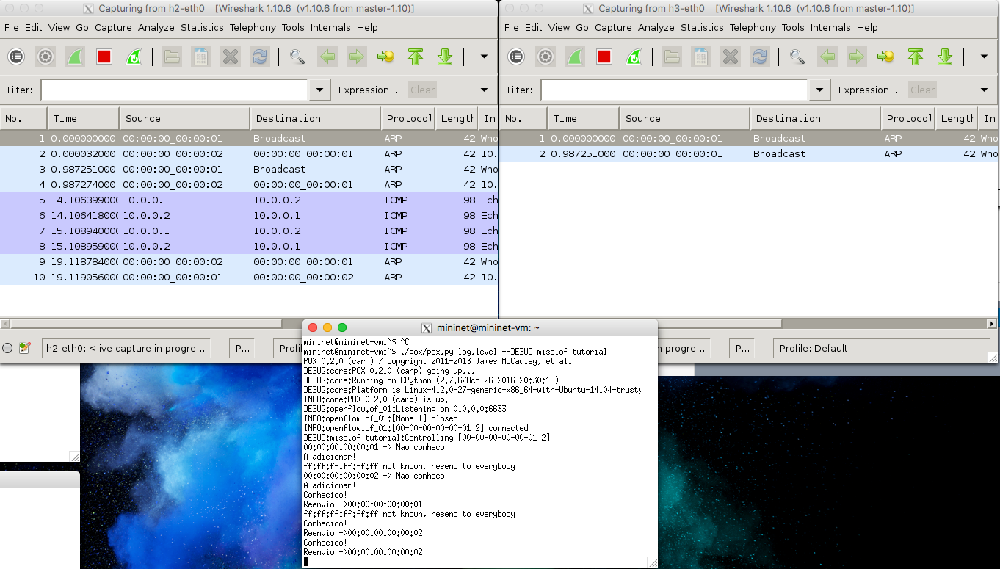 Capturing from h2-eth0 [Wireshark 1.10.6 (v1.10.6 from master-1.10)]
File Edit View Go Capture Analyze Statistics Telephony Tools Internals Help
Filter: Expression... Clear
No. Time Source Destination Protocol Length Inf
1 0.000000000 00:00:00_00:00:01 Broadcast ARP 42 Who
2 0.000032000 00:00:00_00:00:02 00:00:00_00:00:01 ARP 42 10.
3 0.987251000 00:00:00_00:00:01 Broadcast ARP 42 Who
4 0.987274000 00:00:00_00:00:02 00:00:00_00:00:01 ARP 42 10.
5 14.106399000 10.0.0.1 10.0.0.2 ICMP 98 Ech
6 14.106418000 10.0.0.2 10.0.0.1 ICMP 98 Ech
7 15.108940000 10.0.0.1 10.0.0.2 ICMP 98 Ech
8 15.108959000 10.0.0.2 10.0.0.1 ICMP 98 Ech
9 19.118784000 00:00:00_00:00:02 00:00:00_00:00:01 ARP 42 Who
10 19.119056000 00:00:00_00:00:01 00:00:00_00:00:02 ARP 42 10.
h2-eth0: <live capture in progre... P... Profil
Capturing from h3-eth0 [Wireshark 1.10.6 (v1.10.6 from master-1.10)]
File Edit View Go Capture Analyze Statistics Telephony Tools Internals Help
Filter: Expression... Clear
No. Time Source Destination Protocol Length In
1 0.000000000 00:00:00_00:00:01 Broadcast ARP 42 Who
2 0.987251000 00:00:00_00:00:01 Broadcast ARP 42 Who
n progre... P... Profile: Default
mininet@mininet-vm: ~
mininet@mininet-vm:~$ ^C
mininet@mininet-vm:~$ ./pox/pox.py log.level --DEBUG misc.of_tutorial
POX 0.2.0 (carp) / Copyright 2011-2013 James McCauley, et al.
DEBUG:core:POX 0.2.0 (carp) going up...
DEBUG:core:Running on CPython (2.7.6/Oct 26 2016 20:30:19)
DEBUG:core:Platform is Linux-4.2.0-27-generic-x86_64-with-Ubuntu-14.04-trusty
INFO:core:POX 0.2.0 (carp) is up.
DEBUG:openflow.of_01:Listening on 0.0.0.0:6633
INFO:openflow.of_01:[None 1] closed
INFO:openflow.of_01:[00-00-00-00-00-01 2] connected
DEBUG:misc.of_tutorial:Controlling [00-00-00-00-00-01 2]
00:00:00:00:00:01 -> Nao conheco
A adicionar!
ff:ff:ff:ff:ff:ff not known, resend to everybody
00:00:00:00:00:02 -> Nao conheco
A adicionar!
Conhecido!
Reenvio ->00:00:00:00:00:01
ff:ff:ff:ff:ff:ff not known, resend to everybody
Conhecido!
Reenvio ->00:00:00:00:00:02
Conhecido!
Reenvio ->00:00:00:00:00:02